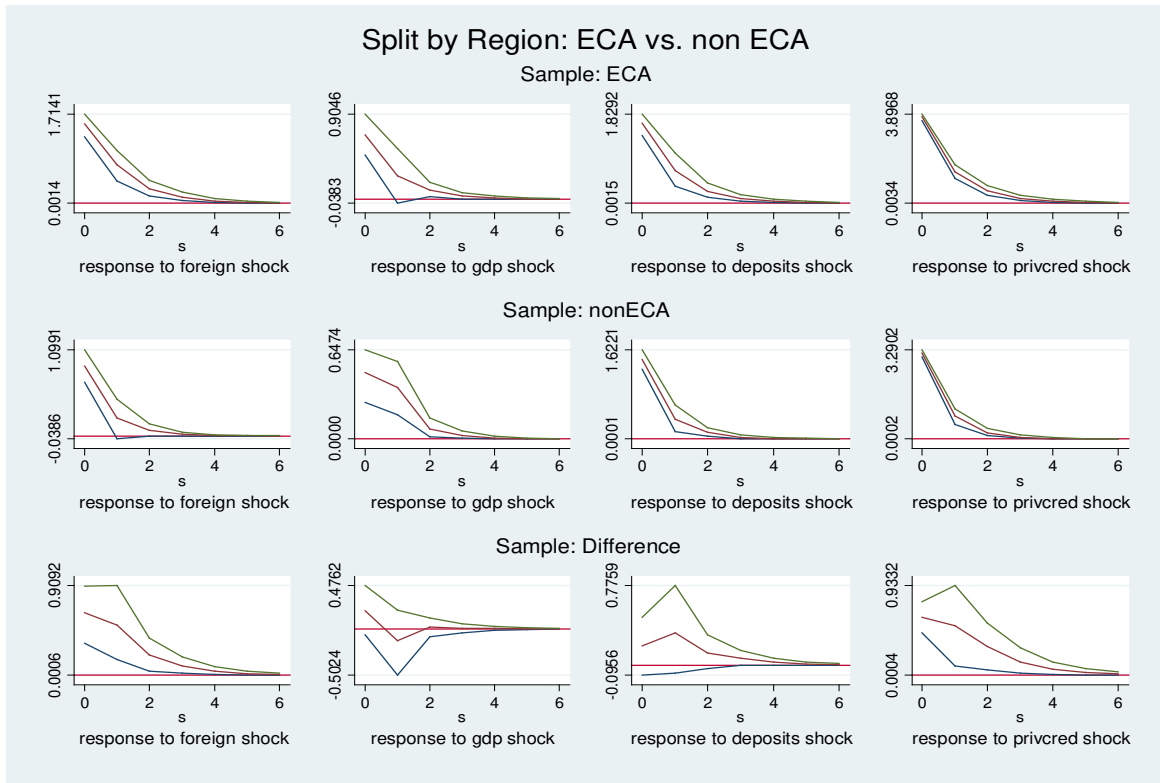 Split by Region: ECA vs. non ECA
Sample: ECA
1.7141
0.0014
0 2 4 6
s
response to foreign shock
0.9046
-0.0383
0 2 4 6
s
response to gdp shock
1.8292
0.0015
0 2 4 6
s
response to deposits shock
3.8968
0.0034
0 2 4 6
s
response to privcred shock
Sample: nonECA
1.0991
-0.0386
0 2 4 6
s
response to foreign shock
0.6474
0.0000
0 2 4 6
s
response to gdp shock
1.6221
0.0001
0 2 4 6
s
response to deposits shock
3.2902
0.0002
0 2 4 6
s
response to privcred shock
Sample: Difference
0.9092
0.0006
0 2 4 6
s
response to foreign shock
0.4762
-0.5024
0 2 4 6
s
response to gdp shock
0.7759
-0.0956
0 2 4 6
s
response to deposits shock
0.9332
0.0004
0 2 4 6
s
response to privcred shock